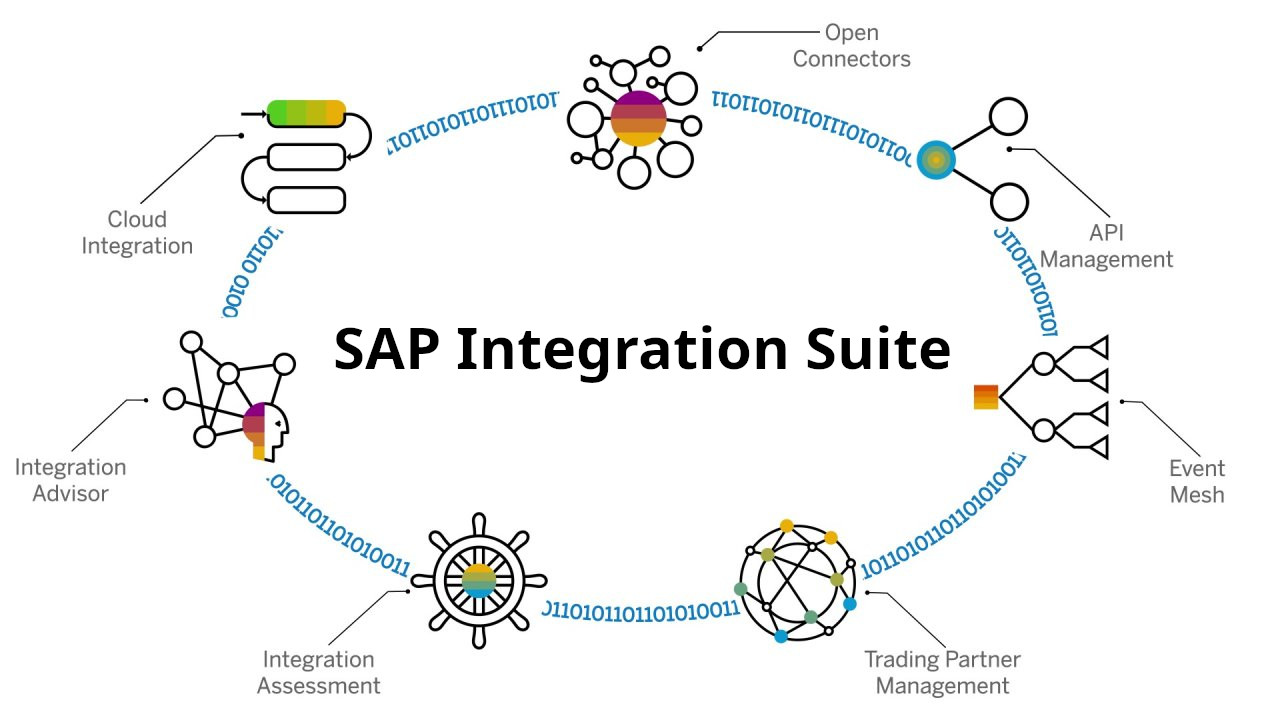 Open
Connectors
Cloud
Integration
API
Management
SAP Integration Suite
Integration
Advisor
Event
Mesh
Integration
Assessment
Trading Partner
Management